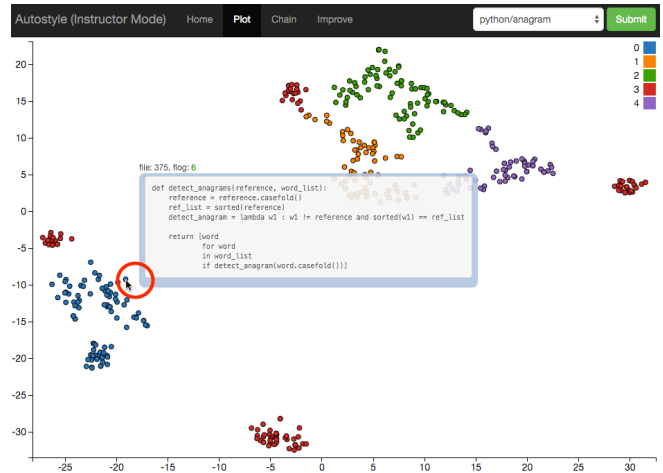 Autostyle (Instructor Mode) Home Plot Chain Improve python/anagram Submit
0
1
2
3
4
20
15
10
5
0
-5
-10
-15
-20
-25
-30
file: 375, flog: 6
def detect_anagrams(reference, word_list):
reference = reference.casefold()
ref_list = sorted(reference)
detect_anagram = lambda w1 : w1 != reference and sorted(w1) == ref_list
return [word
for word
in word_list
if detect_anagram(word.casefold())]
-25 -20 -15 -10 -5 0 5 10 15 20 25 30